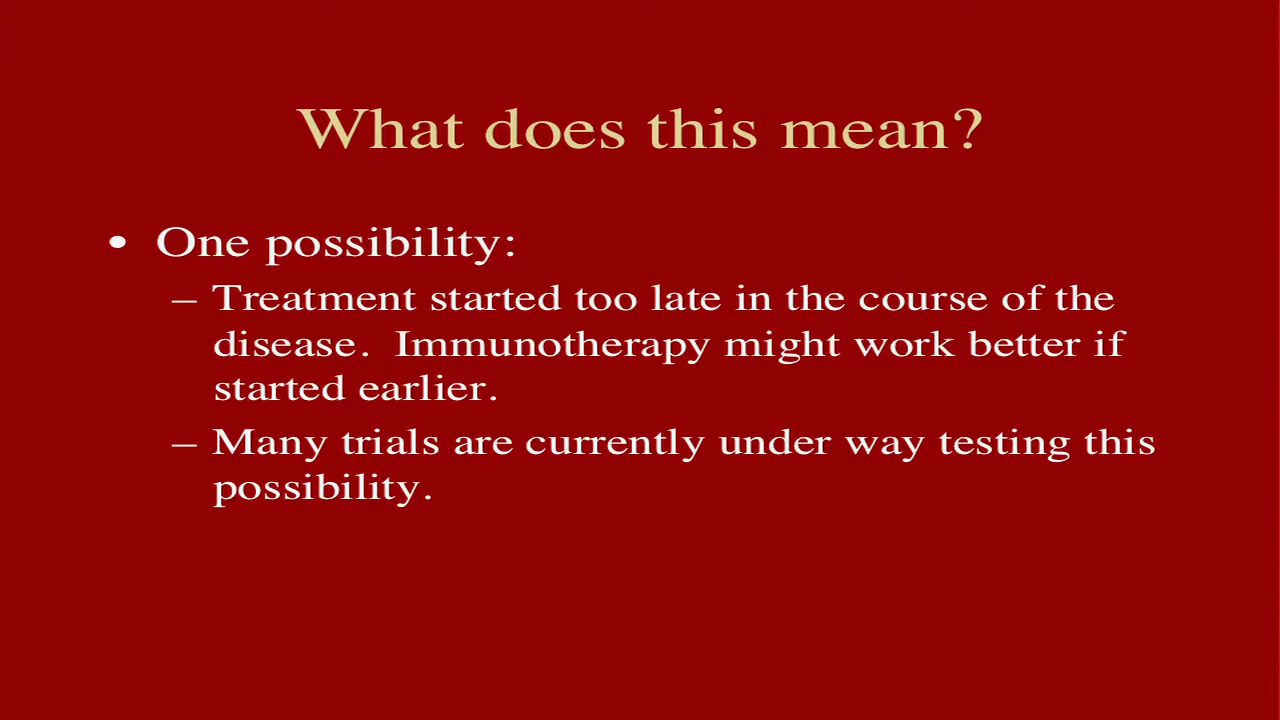 What does this mean?
• One possibility:
– Treatment started too late in the course of the
disease.  Immunotherapy might work better if
started earlier.
– Many trials are currently under way testing this
possibility.